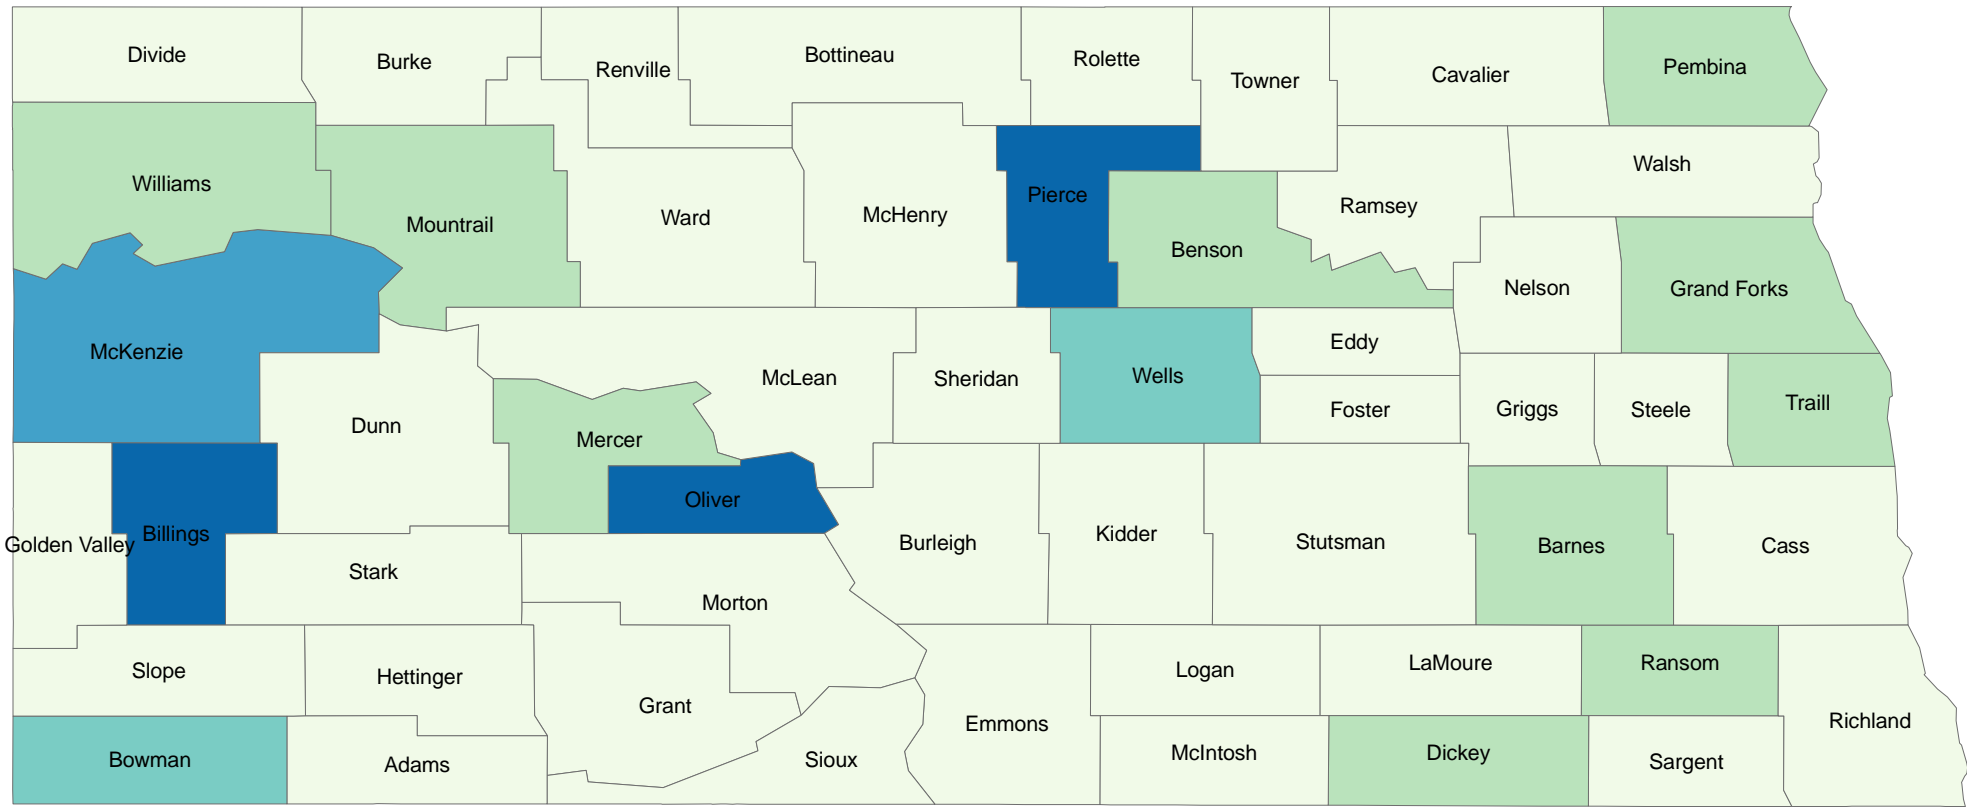 Divide
Burke
Renville
Bottineau
Rolette
Towner
Cavalier
Pembina
Williams
Mountrail
Ward
McHenry
Pierce
Benson
Ramsey
Walsh
Nelson
Grand Forks
McKenzie
Dunn
Mercer
McLean
Sheridan
Wells
Eddy
Foster
Griggs
Steele
Traill
Golden Valley
Billings
Stark
Oliver
Morton
Burleigh
Kidder
Stutsman
Barnes
Cass
Slope
Hettinger
Grant
Emmons
Logan
LaMoure
Ransom
Richland
Bowman
Adams
Sioux
McIntosh
Dickey
Sargent